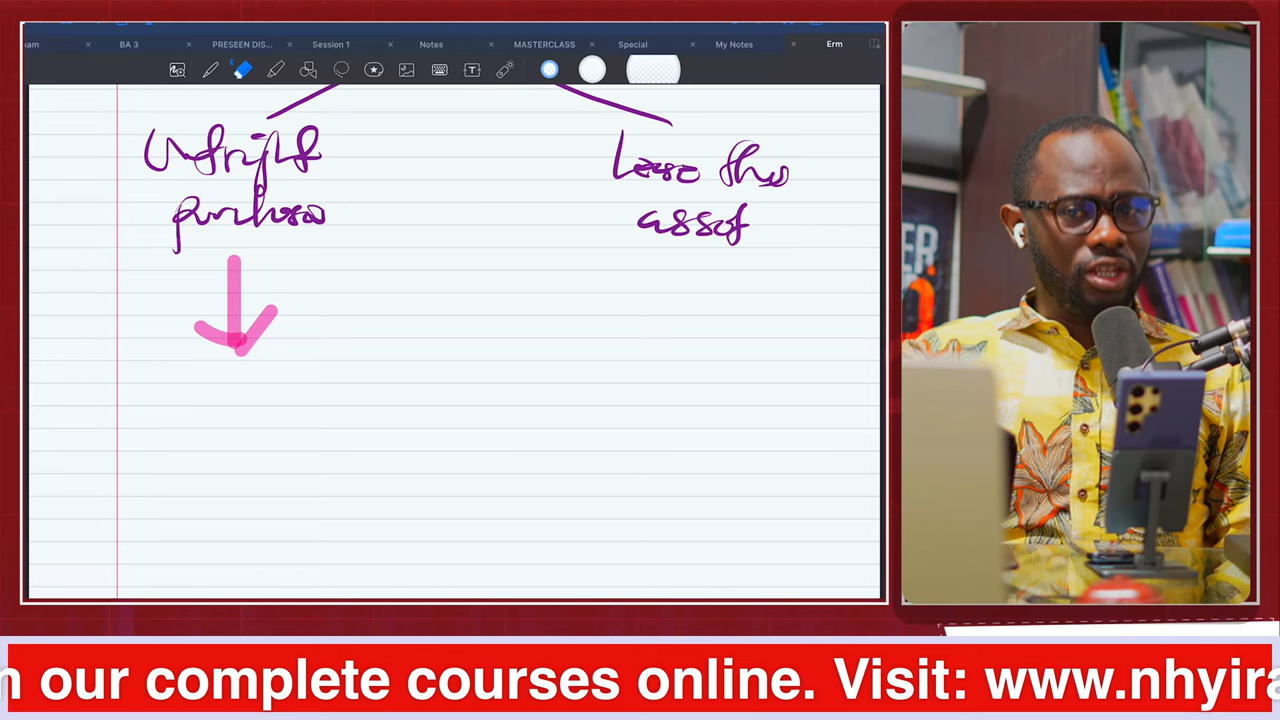 am
BA 3
PRESEEN DIS...
Session 1
Notes
MASTERCLASS
Special
My Notes
Erm
Outright
purchase
Lease the
asset
ER
n our complete courses online. Visit: www.nhyira